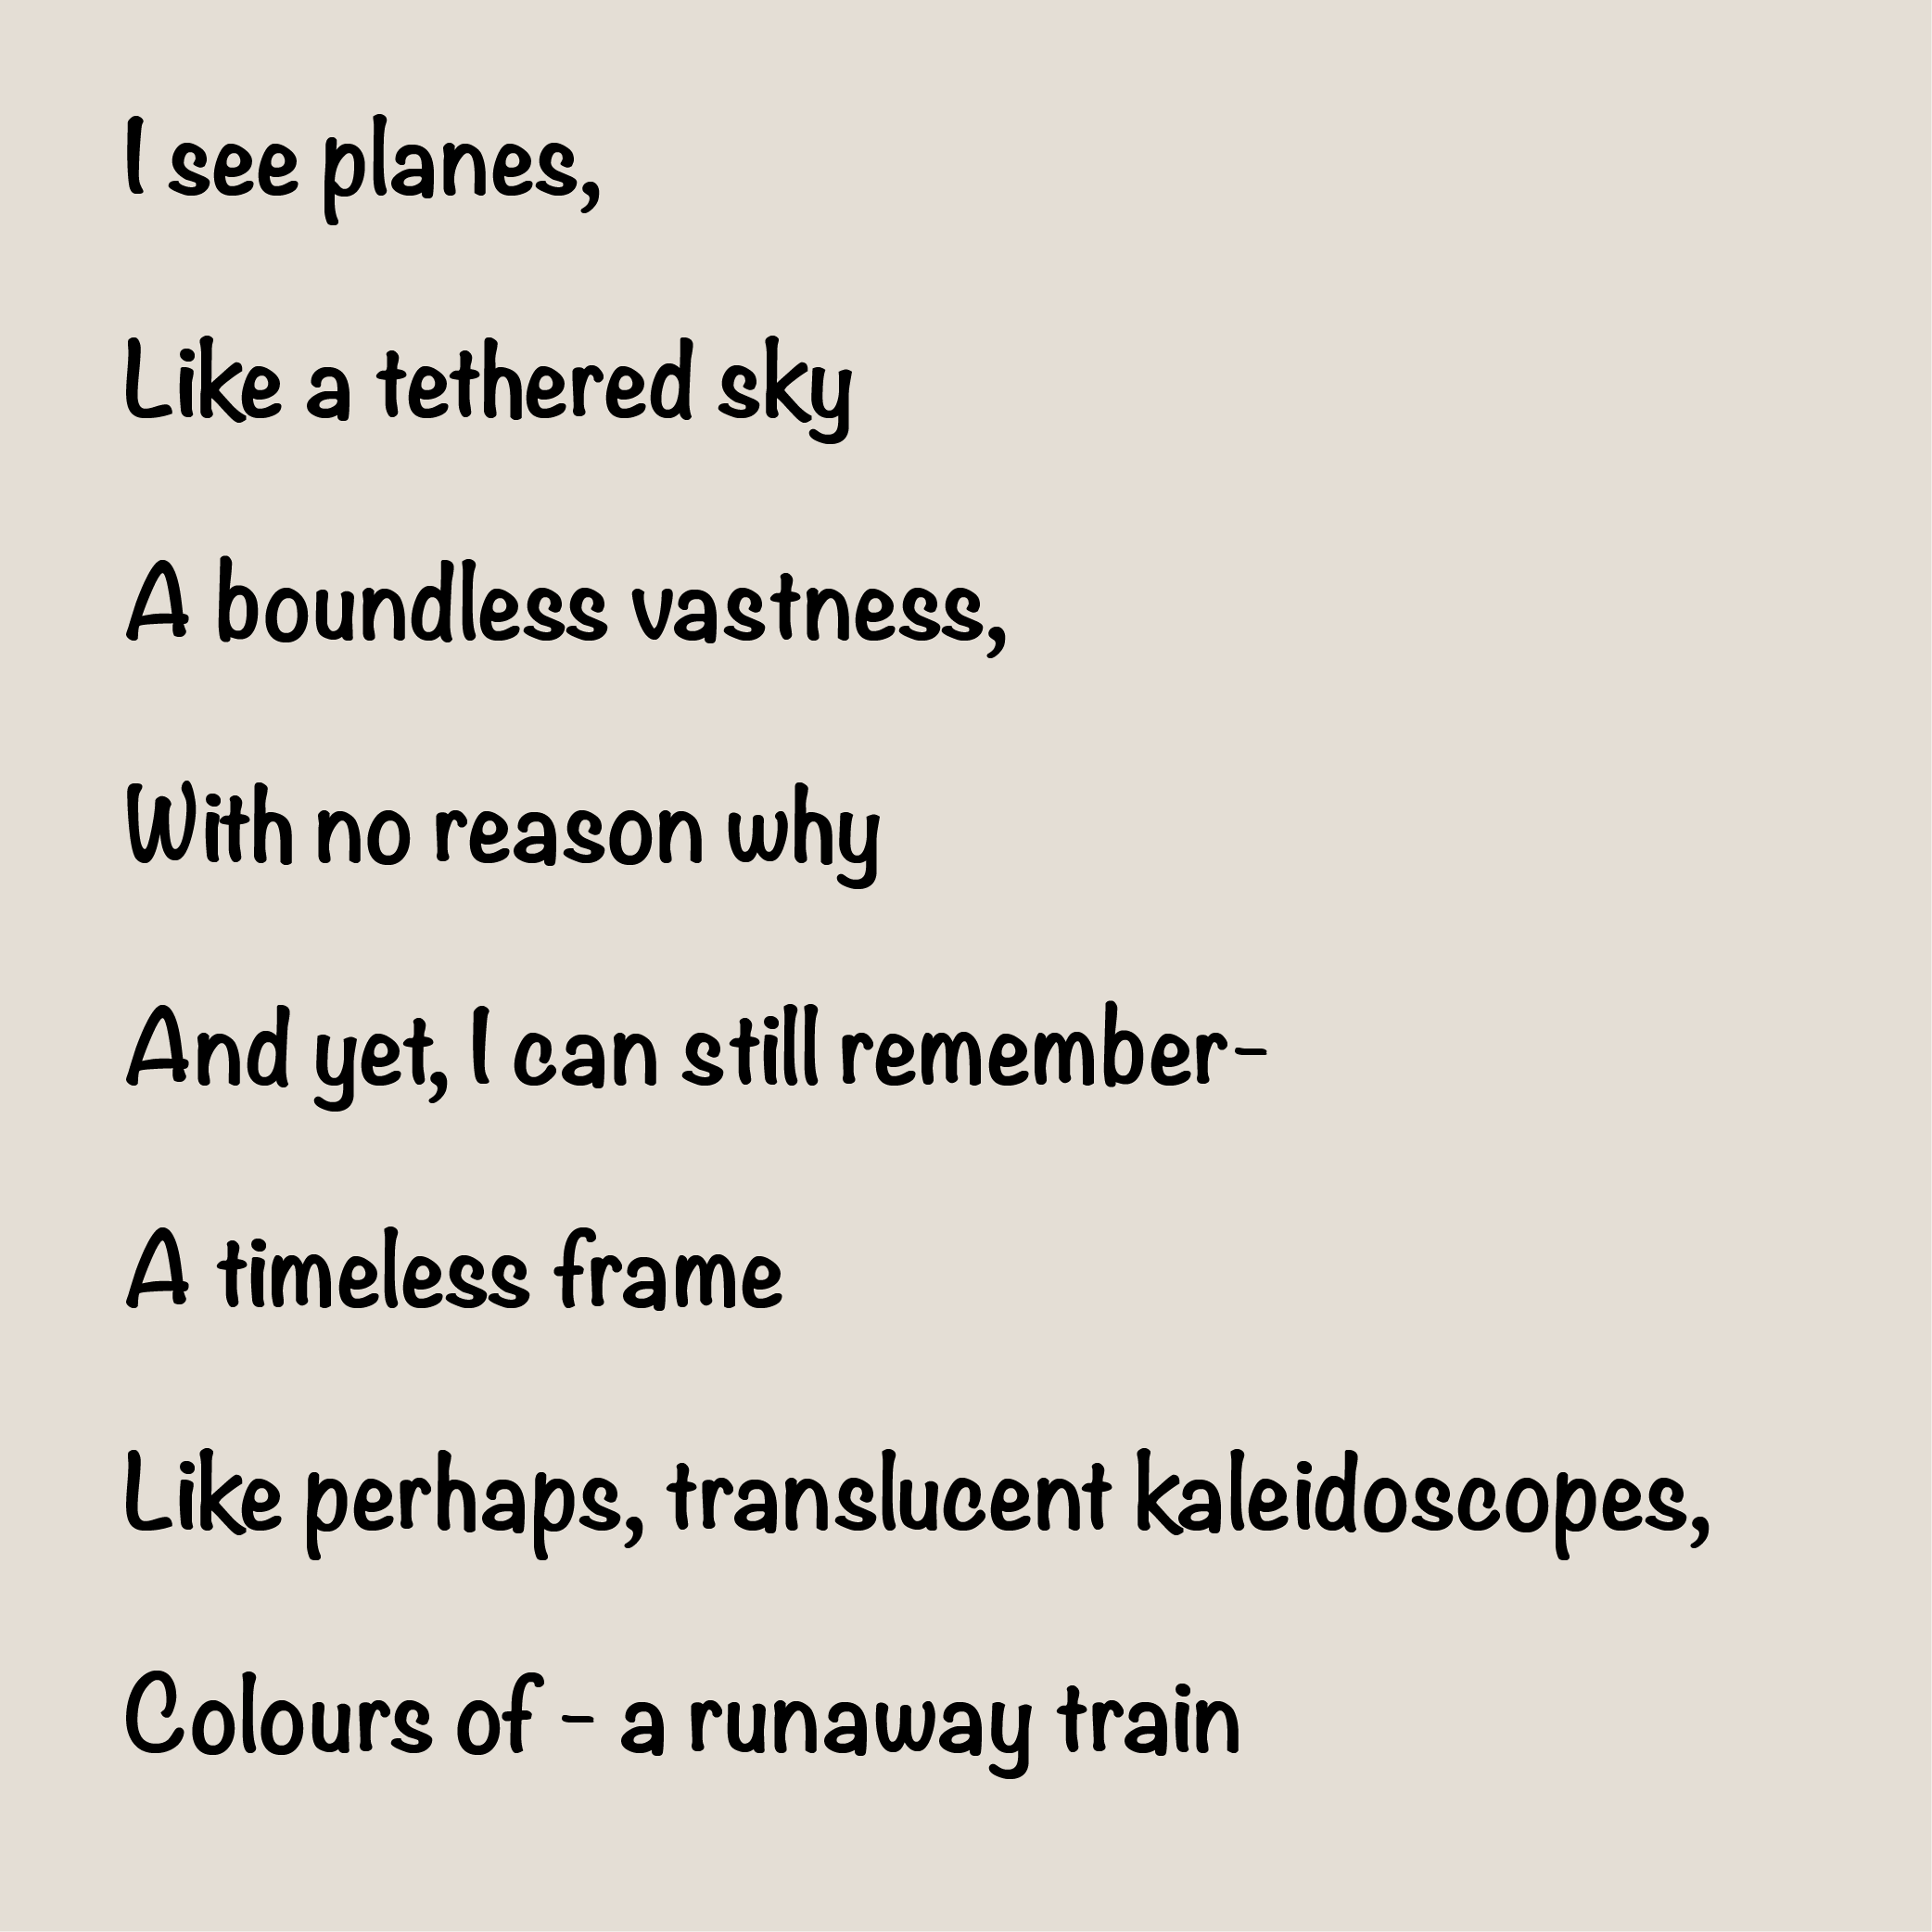 I see planes,
Like a tethered sky
A boundless vastness,
With no reason why
And yet, I can still remember-
A timeless frame
Like perhaps, translucent kaleidoscopes,
Colours of - a runaway train